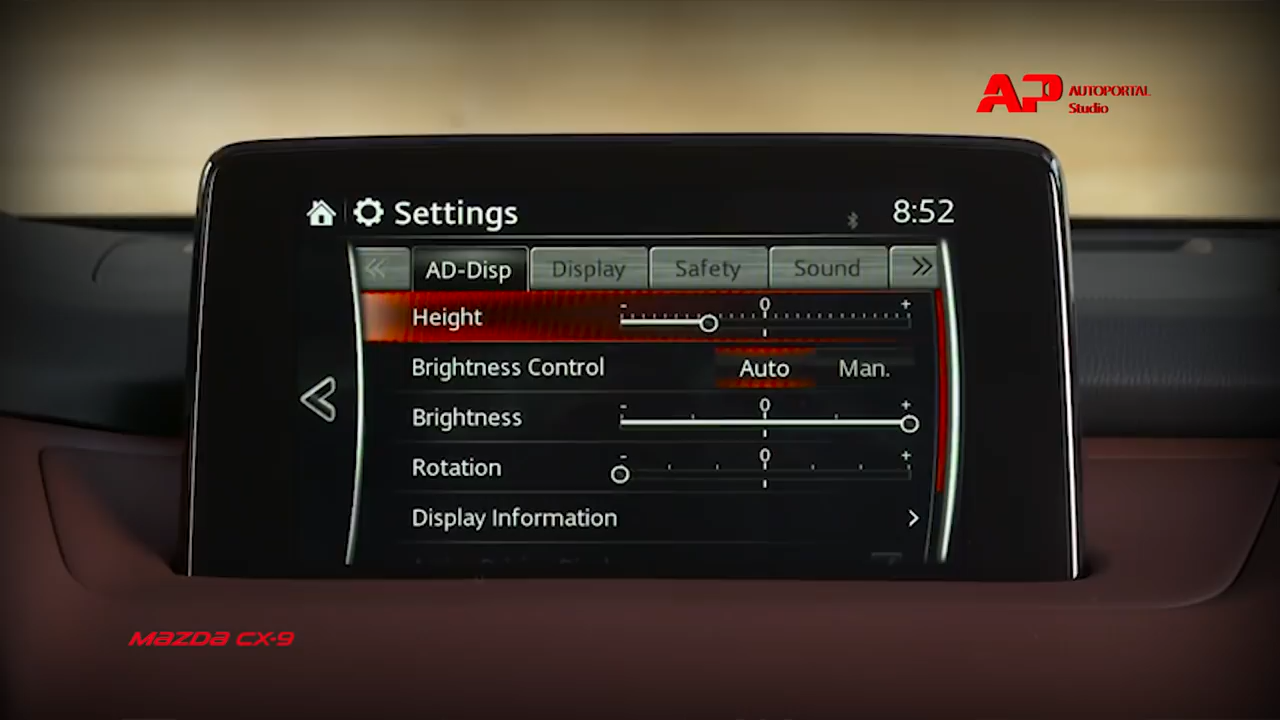 AP AUTOPORTAL
Studio
Settings 8:52
« AD-Disp Display Safety Sound »
Height - 0 +
Brightness Control Auto Man.
Brightness - 0 +
Rotation - 0 +
Display Information >
mazda cx-9